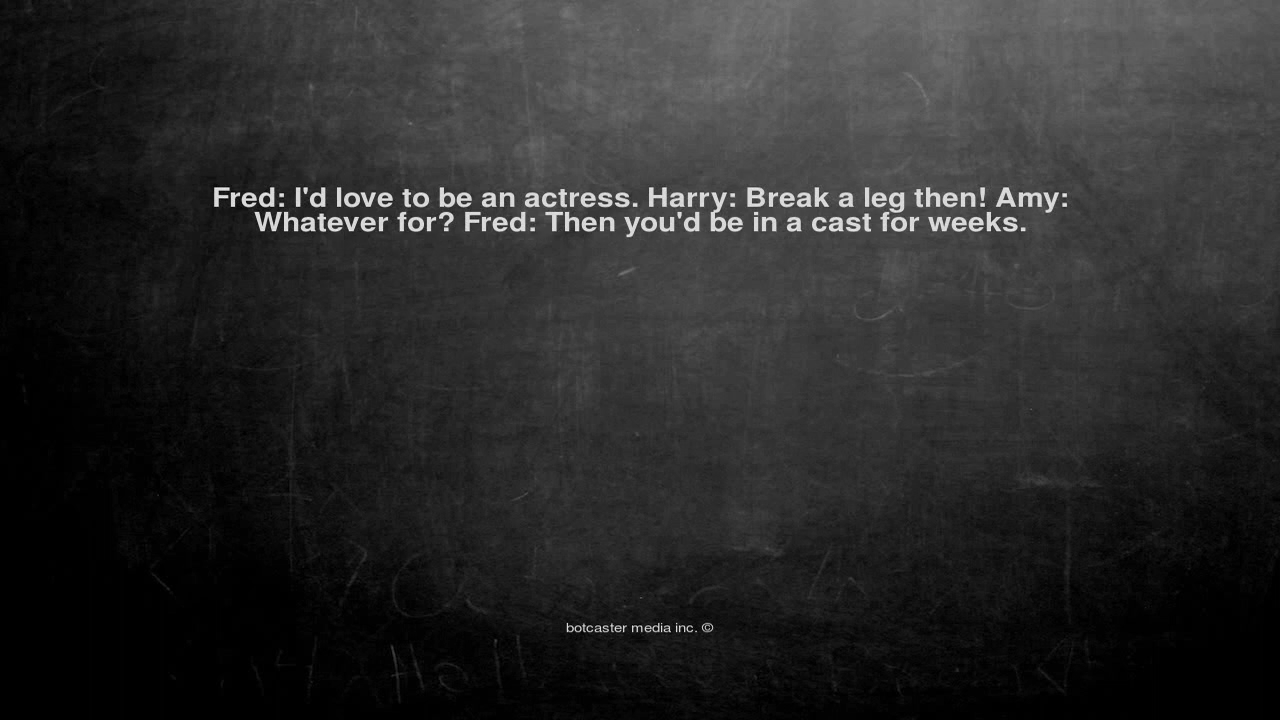 Fred: I'd love to be an actress. Harry: Break a leg then! Amy:
Whatever for? Fred: Then you'd be in a cast for weeks.
botcaster media inc. ©